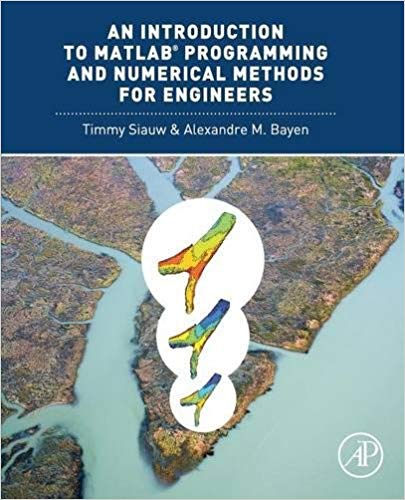 AN INTRODUCTION
TO MATLAB® PROGRAMMING
AND NUMERICAL METHODS
FOR ENGINEERS
Timmy Siauw & Alexandre M. Bayen
AP